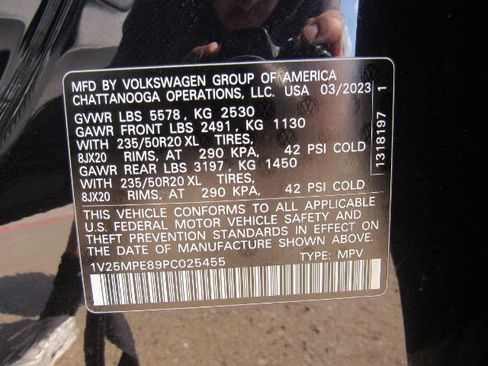 MFD BY VOLKSWAGEN GROUP OF AMERICA
CHATTANOOGA OPERATIONS, LLC. USA 03/2023
GVWR LBS 5578, KG 2530
GAWR FRONT LBS 2491, KG 1130
WITH 235/50R20 XL TIRES,
8JX20 RIMS, AT 290 KPA, 42 PSI COLD
GAWR REAR LBS 3197, KG 1450
WITH 235/50R20 XL TIRES,
8JX20 RIMS, AT 290 KPA, 42 PSI COLD
THIS VEHICLE CONFORMS TO ALL APPLICABLE
U.S. FEDERAL MOTOR VEHICLE SAFETY AND
THEFT PREVENTION STANDARDS IN EFFECT ON
THE DATE OF MANUFACTURE SHOWN ABOVE.
1V25MPE89PC025455 TYPE: MPV
1318197 1